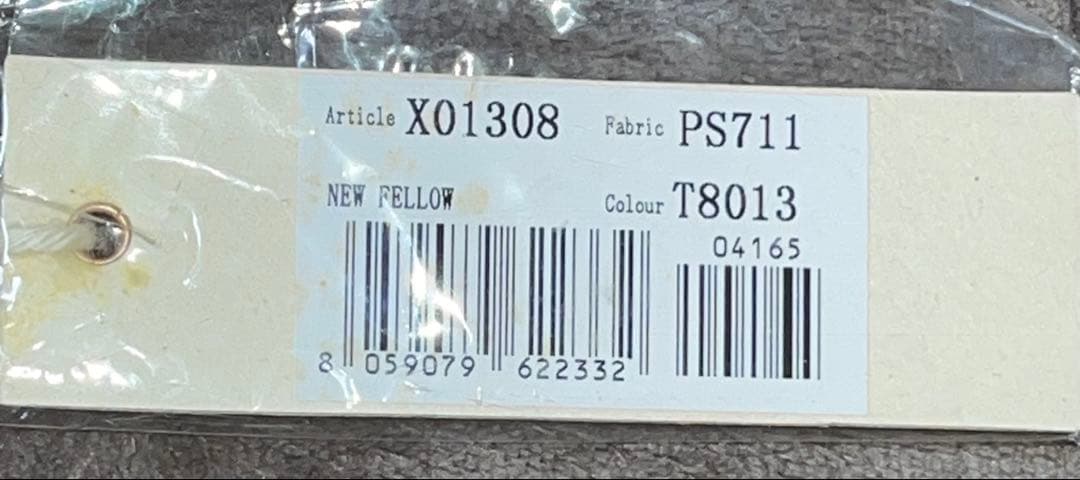 Article X01308 Fabric PS711
NEW FELLOW Colour T8013
04165
8 059079 622332